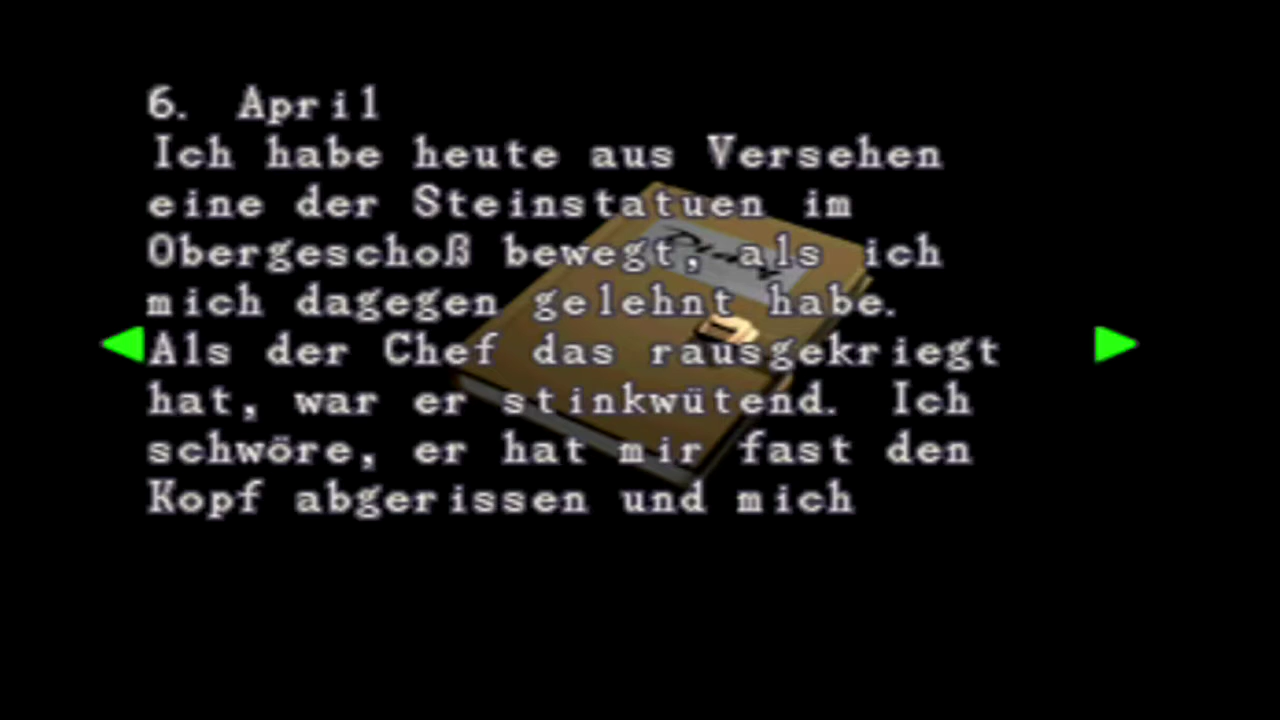 6. April
Ich habe heute aus Versehen
eine der Steinstatuen im
Obergeschoß bewegt, als ich
mich dagegen gelehnt habe.
Als der Chef das rausgekriegt
hat, war er stinkwütend. Ich
schwöre, er hat mir fast den
Kopf abgerissen und mich
Diary